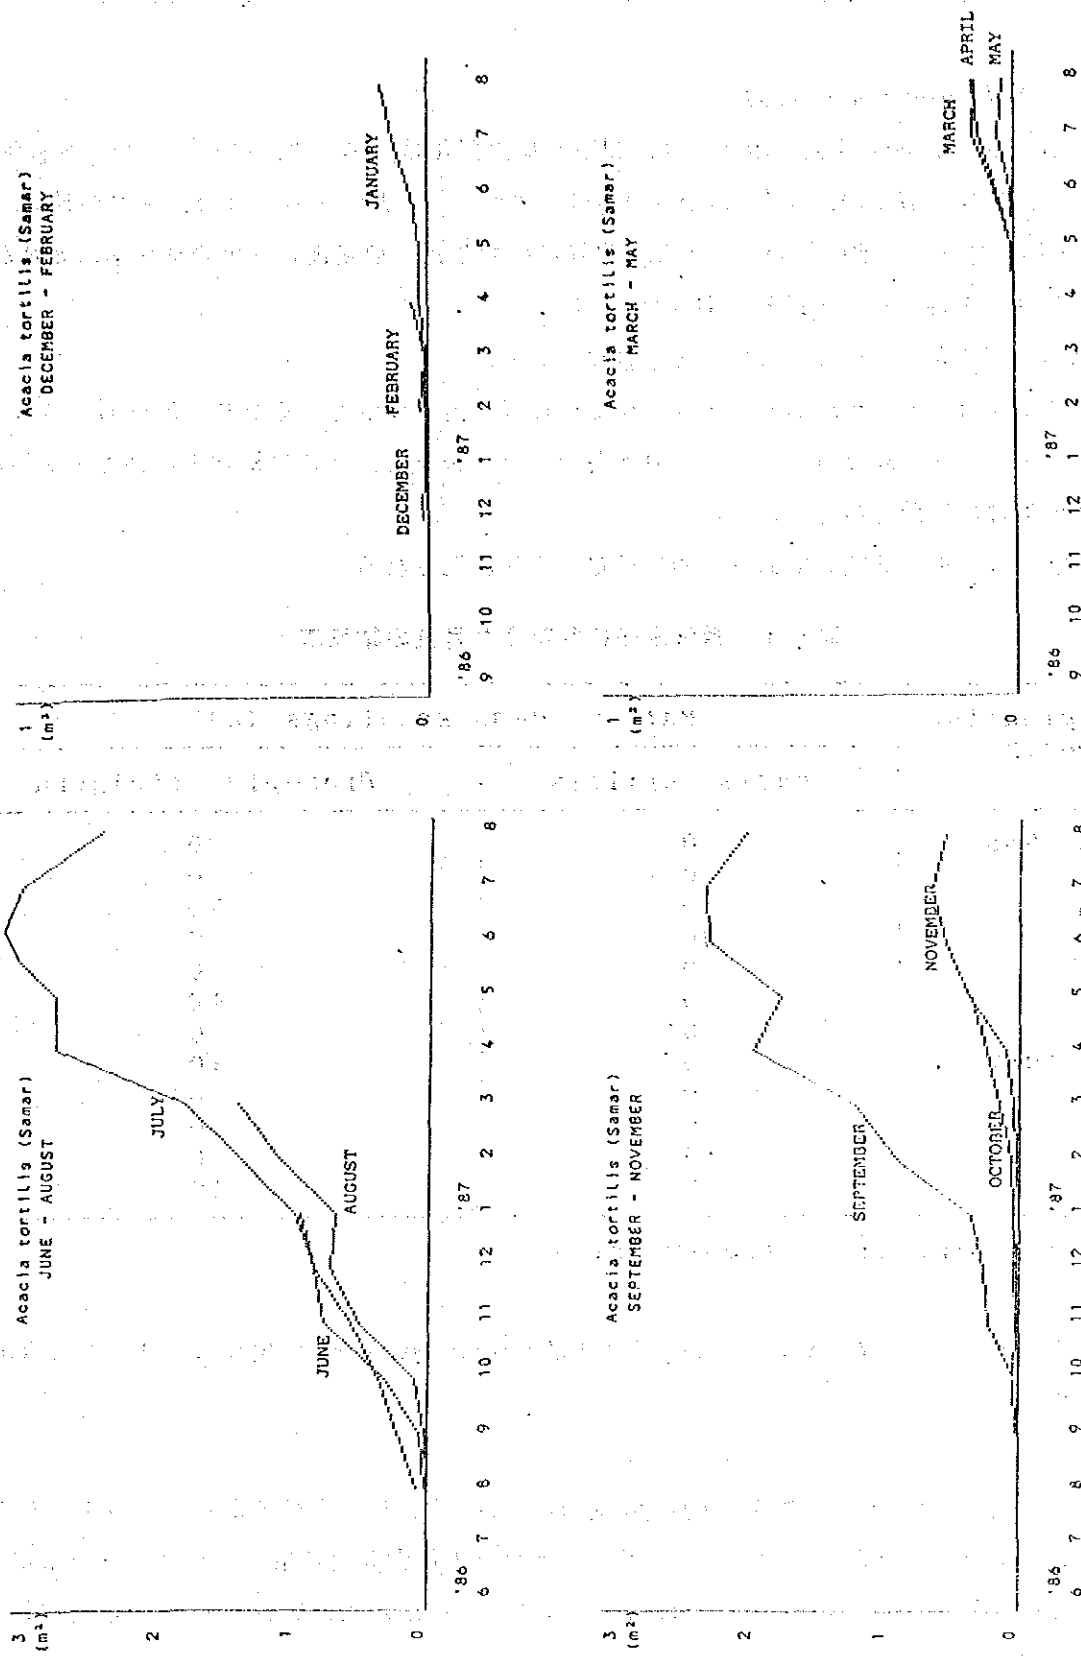 Acacia tortilis (Samar)
JUNE - AUGUST
3
(m²)
2
1
0
JULY
JUNE
AUGUST
'86 '87
6 7 8 9 10 11 12 1 2 3 4 5 6 7 8
Acacia tortilis (Samar)
DECEMBER - FEBRUARY
1
(m²)
0
DECEMBER
FEBRUARY
JANUARY
'86 '87
9 10 11 12 1 2 3 4 5 6 7 8
Acacia tortilis (Samar)
SEPTEMBER - NOVEMBER
3
(m²)
2
1
0
SEPTEMBER
OCTOBER
NOVEMBER
'86 '87
6 7 8 9 10 11 12 1 2 3 4 5 6 7 8
Acacia tortilis (Samar)
MARCH - MAY
1
(m²)
0
MARCH
APRIL
MAY
'86 '87
9 10 11 12 1 2 3 4 5 6 7 8